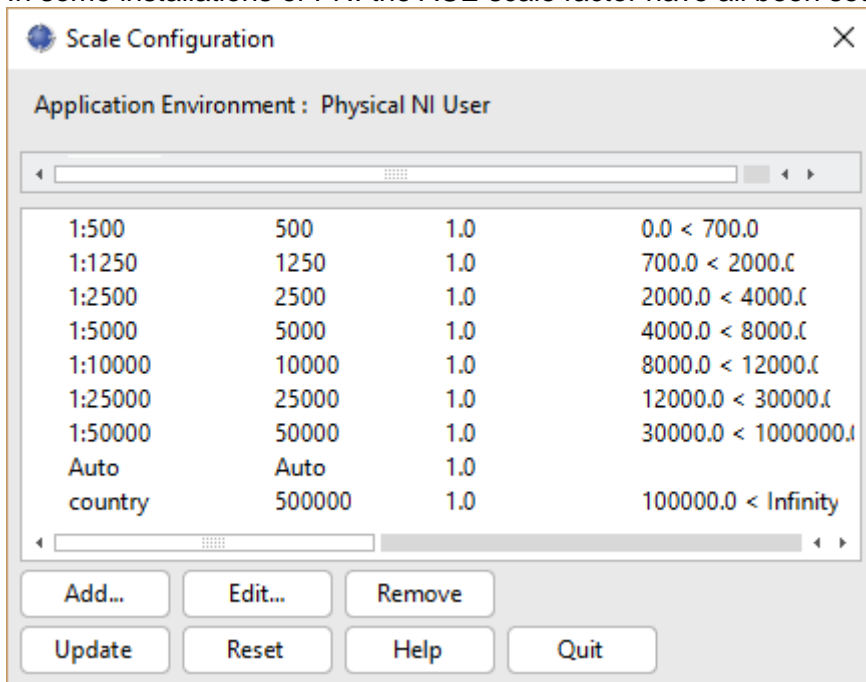 Scale Configuration
Application Environment : Physical NI User
1:500 500 1.0 0.0 < 700.0
1:1250 1250 1.0 700.0 < 2000.0
1:2500 2500 1.0 2000.0 < 4000.0
1:5000 5000 1.0 4000.0 < 8000.0
1:10000 10000 1.0 8000.0 < 12000.0
1:25000 25000 1.0 12000.0 < 30000.0
1:50000 50000 1.0 30000.0 < 1000000.0
Auto Auto 1.0
country 500000 1.0 100000.0 < Infinity
Add... Edit... Remove
Update Reset Help Quit